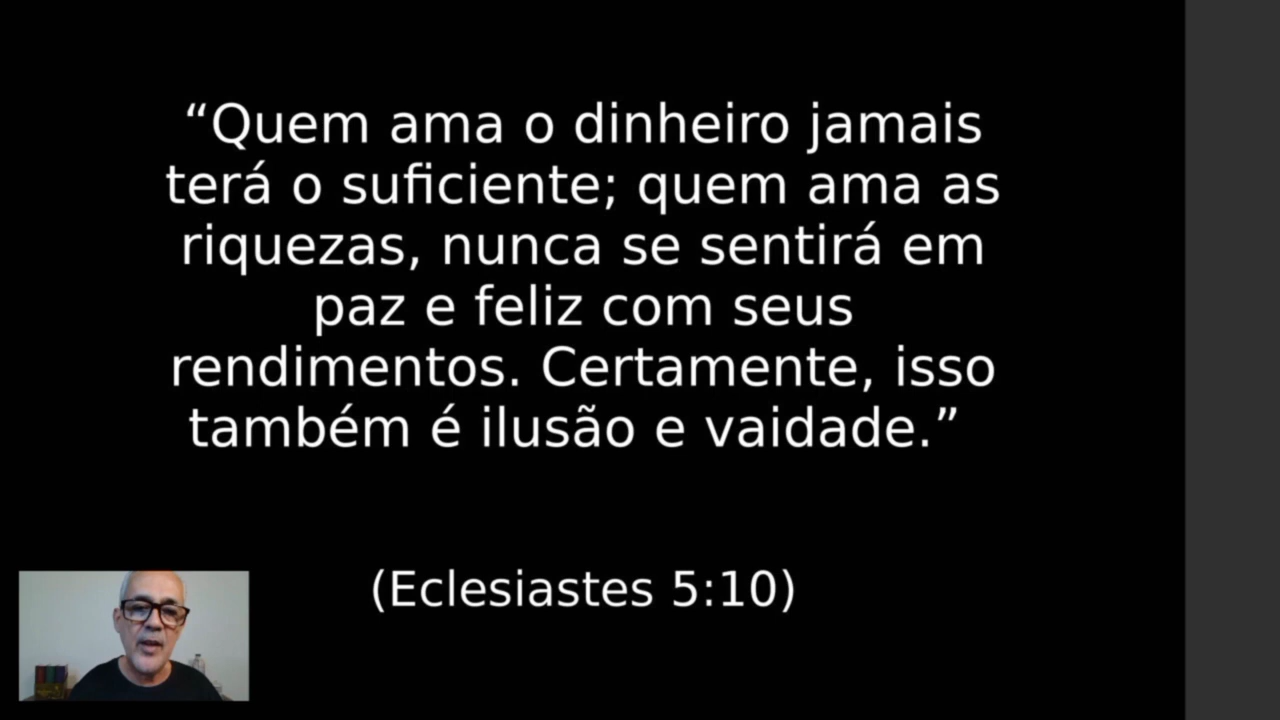 “Quem ama o dinheiro jamais
terá o suficiente; quem ama as
riquezas, nunca se sentirá em
paz e feliz com seus
rendimentos. Certamente, isso
também é ilusão e vaidade.”
(Eclesiastes 5:10)